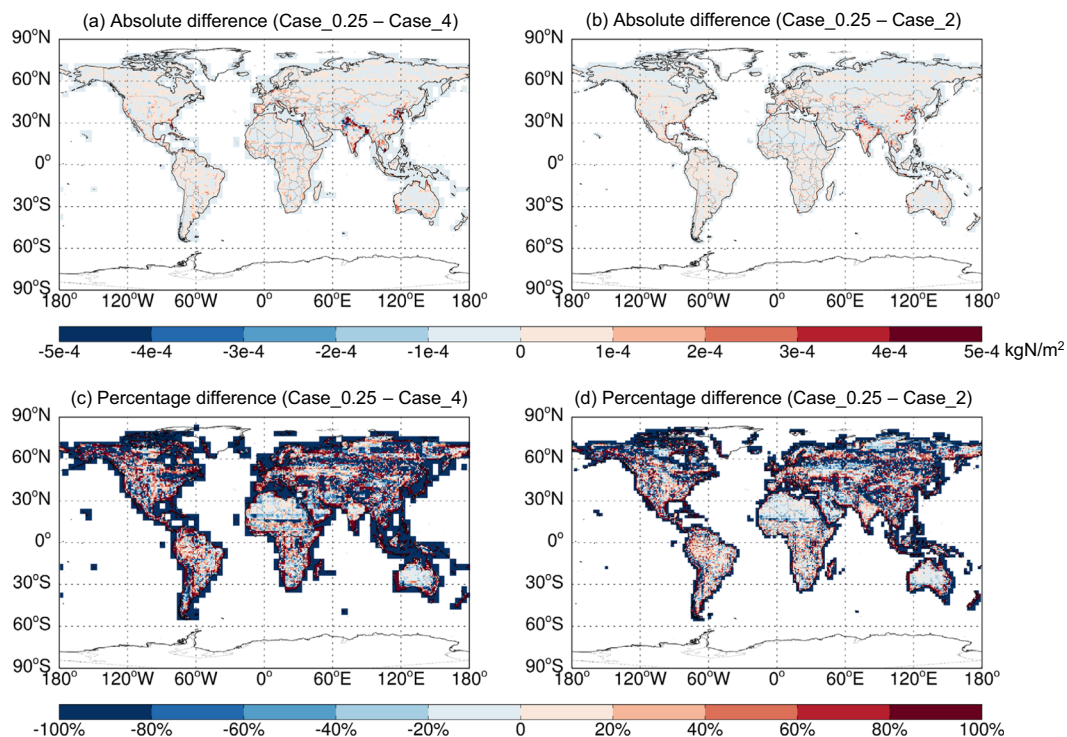 (a) Absolute difference (Case_0.25 – Case_4)
(b) Absolute difference (Case_0.25 – Case_2)
90°N
60°N
30°N
0°
30°S
60°S
90°S
180° 120°W 60°W 0° 60°E 120°E 180°
90°N
60°N
30°N
0°
30°S
60°S
90°S
180° 120°W 60°W 0° 60°E 120°E 180°
-5e-4 -4e-4 -3e-4 -2e-4 -1e-4 0 1e-4 2e-4 3e-4 4e-4 5e-4 kgN/m²
(c) Percentage difference (Case_0.25 – Case_4)
(d) Percentage difference (Case_0.25 – Case_2)
90°N
60°N
30°N
0°
30°S
60°S
90°S
180° 120°W 60°W 0° 60°E 120°E 180°
90°N
60°N
30°N
0°
30°S
60°S
90°S
180° 120°W 60°W 0° 60°E 120°E 180°
-100% -80% -60% -40% -20% 0 20% 40% 60% 80% 100%